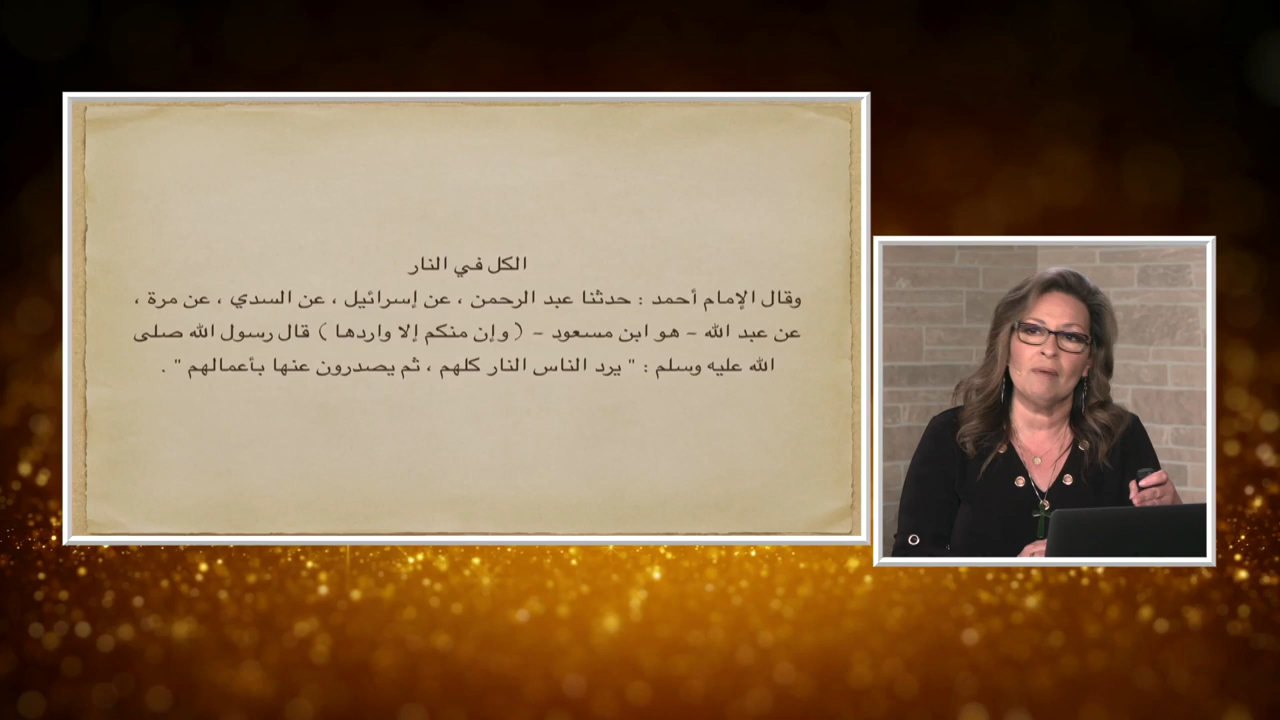 الكل في النار
وقال الإمام أحمد : حدثنا عبد الرحمن ، عن إسرائيل ، عن السدي ، عن مرة ،
عن عبد الله - هو ابن مسعود - ( وإن منكم إلا واردها ) قال رسول الله صلى
الله عليه وسلم : " يرد الناس النار كلهم ، ثم يصدرون عنها بأعمالهم " .